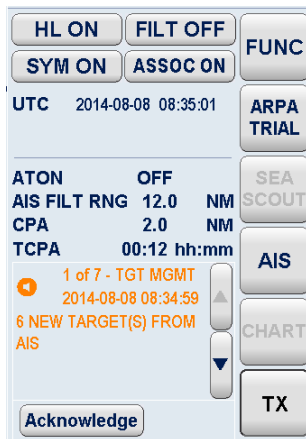 HL ON FILT OFF
SYM ON ASSOC ON
FUNC
UTC 2014-08-08 08:35:01
ARPA
TRIAL
ATON OFF
AIS FILT RNG 12.0 NM
CPA 2.0 NM
TCPA 00:12 hh:mm
SEA
SCOUT
AIS
1 of 7 - TGT MGMT
2014-08-08 08:34:59
6 NEW TARGET(S) FROM
AIS
CHART
TX
Acknowledge